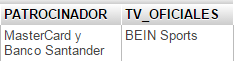 PATROCINADOR TV_OFICIALES
MasterCard y BEIN Sports
Banco Santander